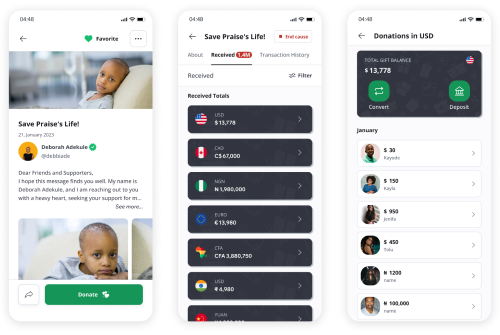 04:48
Favorite
Save Praise's Life!
21, January 2023
Deborah Adekule
@debbiade
Dear Friends and Supporters,
I hope this message finds you well. My name is
Deborah Adekule, and I am reaching out to you
with a heavy heart, seeking your support for m...
See more...
Donate
04:48
Save Praise's Life!
End cause
About
Received
1.4M
Transaction History
Received
Filter
Received Totals
USD
$ 13,778
CAD
C$ 67,000
NGN
N 1,980,000
EURO
€ 13,980
CFA
CFA 3,880,750
USD
₹ 4,980
YUAN
04:48
Donations in USD
TOTAL GIFT BALANCE
$ 13,778
Convert
Deposit
January
$ 30
Kayode
$ 150
Kayla
$ 950
Jenifa
$ 450
Tolu
N 1200
name
N 100,000
name